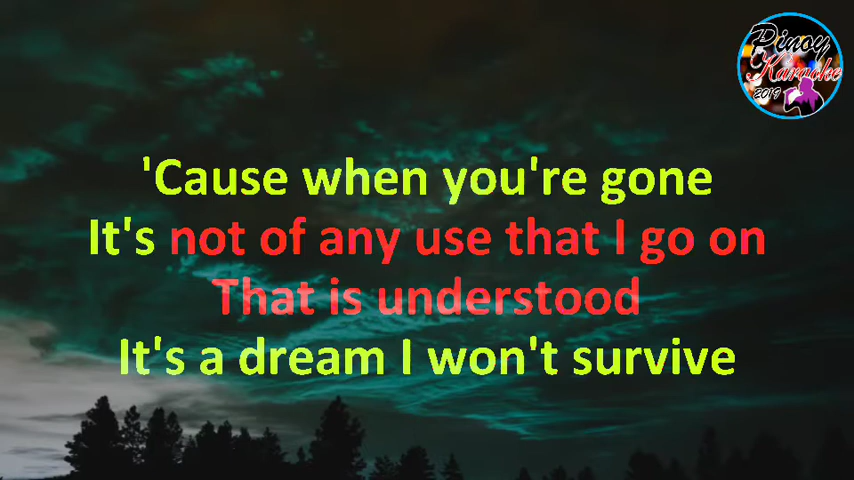 Pinoy
Karaoke
2019
'Cause when you're gone
It's not of any use that I go on
That is understood
It's a dream I won't survive